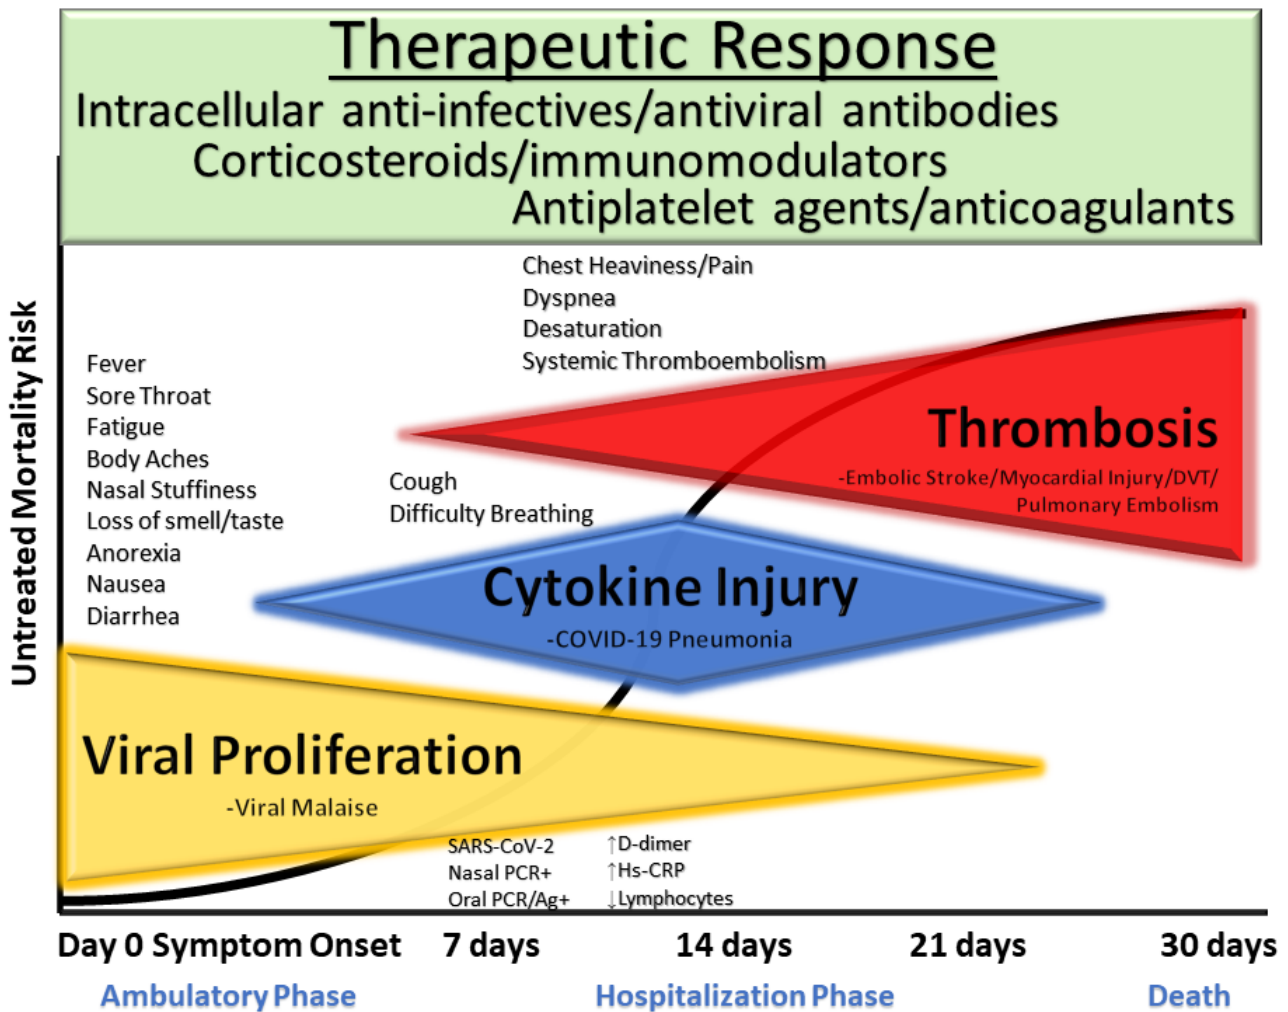 Therapeutic Response
Intracellular anti-infectives/antiviral antibodies
Corticosteroids/immunomodulators
Antiplatelet agents/anticoagulants
Untreated Mortality Risk
Chest Heaviness/Pain
Dyspnea
Desaturation
Systemic Thromboembolism
Fever
Sore Throat
Fatigue
Body Aches
Nasal Stuffiness
Loss of smell/taste
Anorexia
Nausea
Diarrhea
Thrombosis
-Embolic Stroke/Myocardial Injury/DVT/
Pulmonary Embolism
Cough
Difficulty Breathing
Cytokine Injury
-COVID-19 Pneumonia
Viral Proliferation
-Viral Malaise
SARS-CoV-2
Nasal PCR+
Oral PCR/Ag+
↑D-dimer
↑Hs-CRP
↓Lymphocytes
Day 0 Symptom Onset 7 days 14 days 21 days 30 days
Ambulatory Phase Hospitalization Phase Death